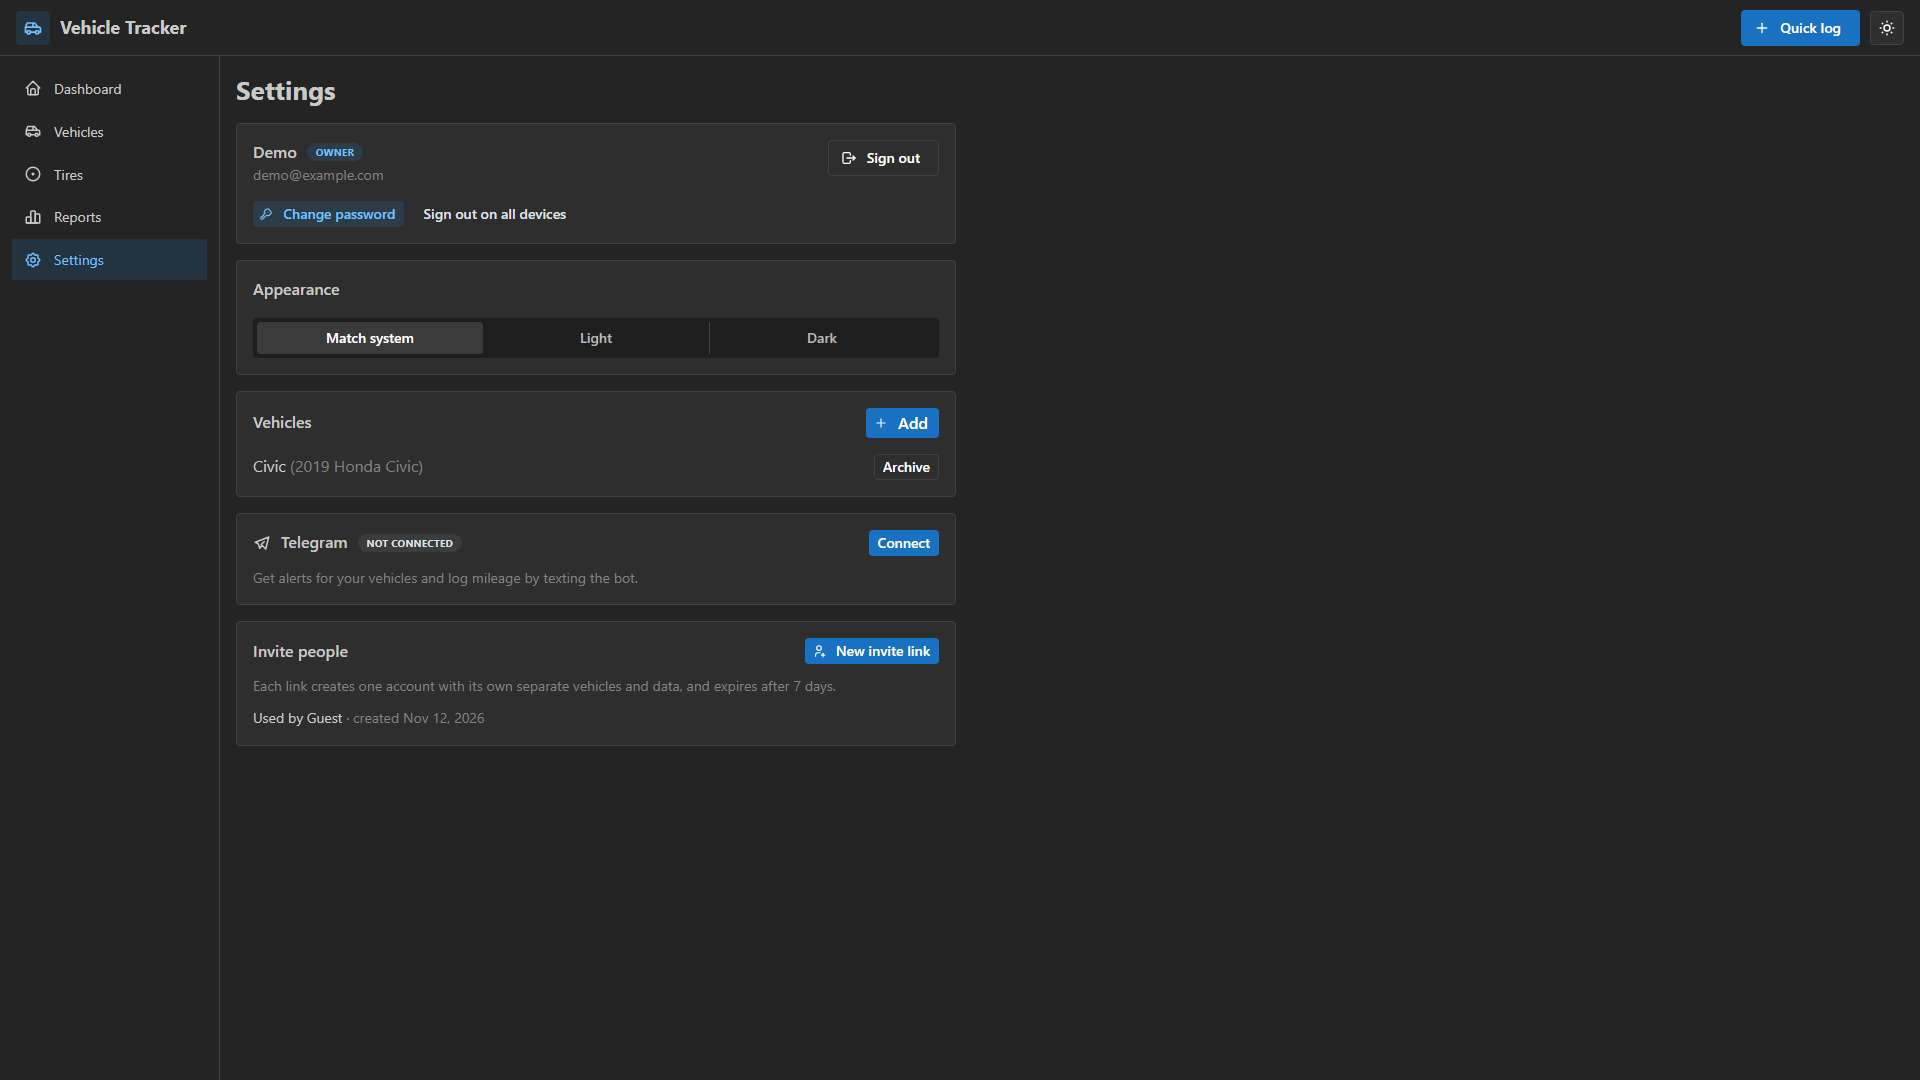 Vehicle Tracker
Quick log
Dashboard
Vehicles
Tires
Reports
Settings
Settings
Demo OWNER
demo@example.com
Sign out
Change password Sign out on all devices
Appearance
Match system Light Dark
Vehicles
Add
Civic (2019 Honda Civic)
Archive
Telegram NOT CONNECTED
Connect
Get alerts for your vehicles and log mileage by texting the bot.
Invite people
New invite link
Each link creates one account with its own separate vehicles and data, and expires after 7 days.
Used by Guest · created Nov 12, 2026